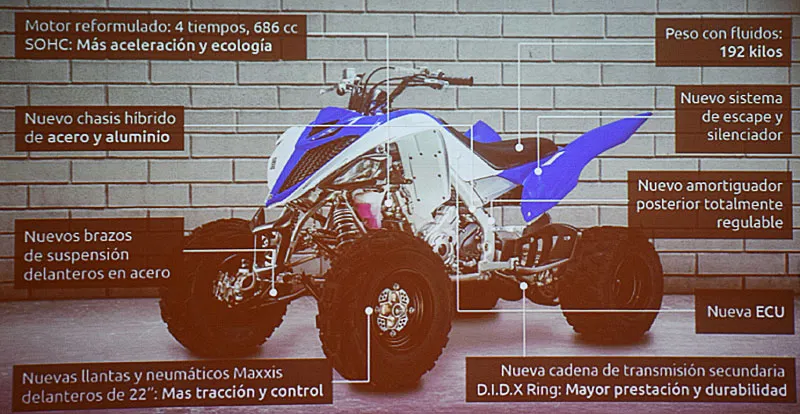 Motor reformulado: 4 tiempos, 686 cc
SOHC: Más aceleración y ecología
Peso con fluidos:
192 kilos
Nuevo chasis híbrido
de acero y aluminio
Nuevo sistema
de escape y
silenciador
Nuevo amortiguador
posterior totalmente
regulable
Nuevos brazos
de suspensión
delanteros en acero
Nueva ECU
Nuevas llantas y neumáticos Maxxis
delanteros de 22": Mas tracción y control
Nueva cadena de transmisión secundaria
D.I.D.X Ring: Mayor prestación y durabilidad